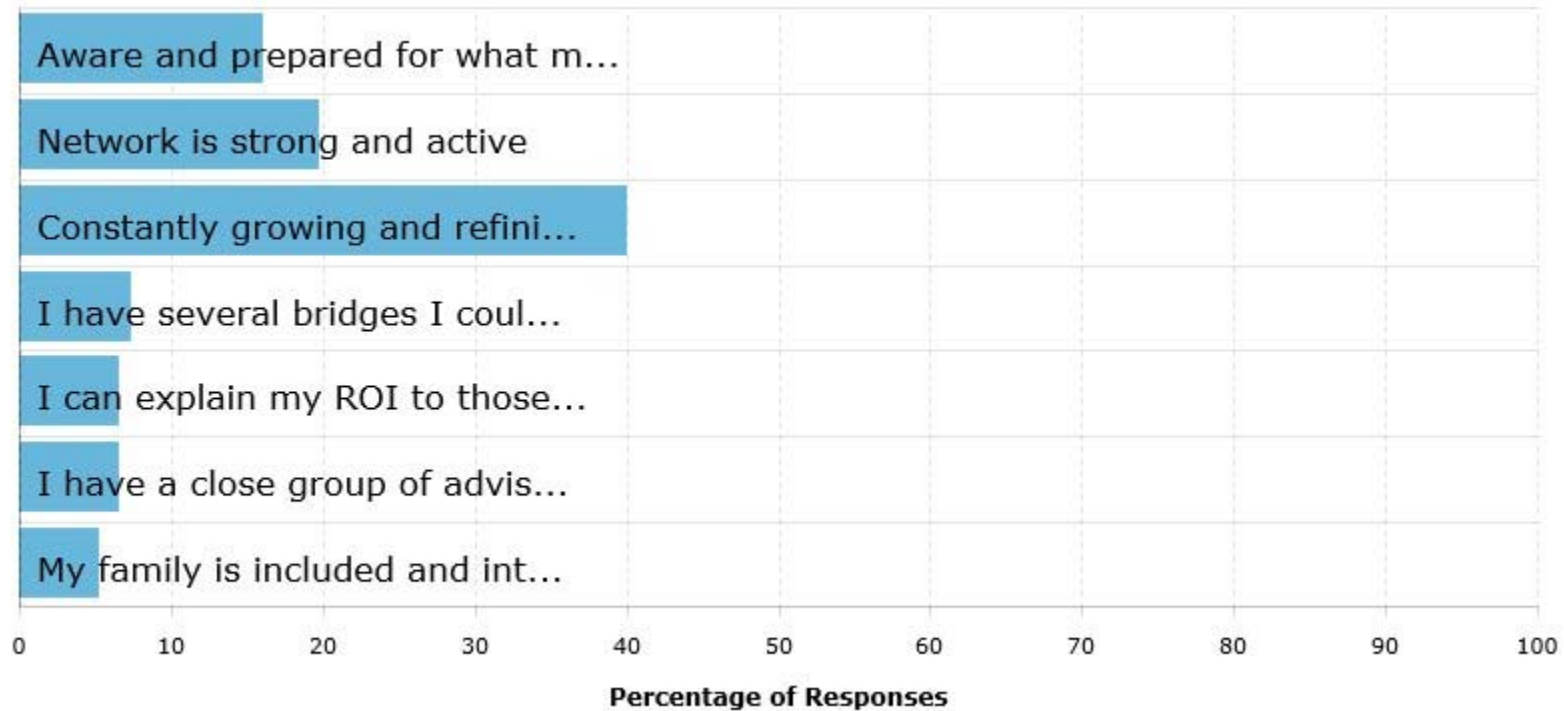 Aware and prepared for what m...
Network is strong and active
Constantly growing and refini...
I have several bridges I coul...
I can explain my ROI to those...
I have a close group of advis...
My family is included and int...
0 10 20 30 40 50 60 70 80 90 100
Percentage of Responses